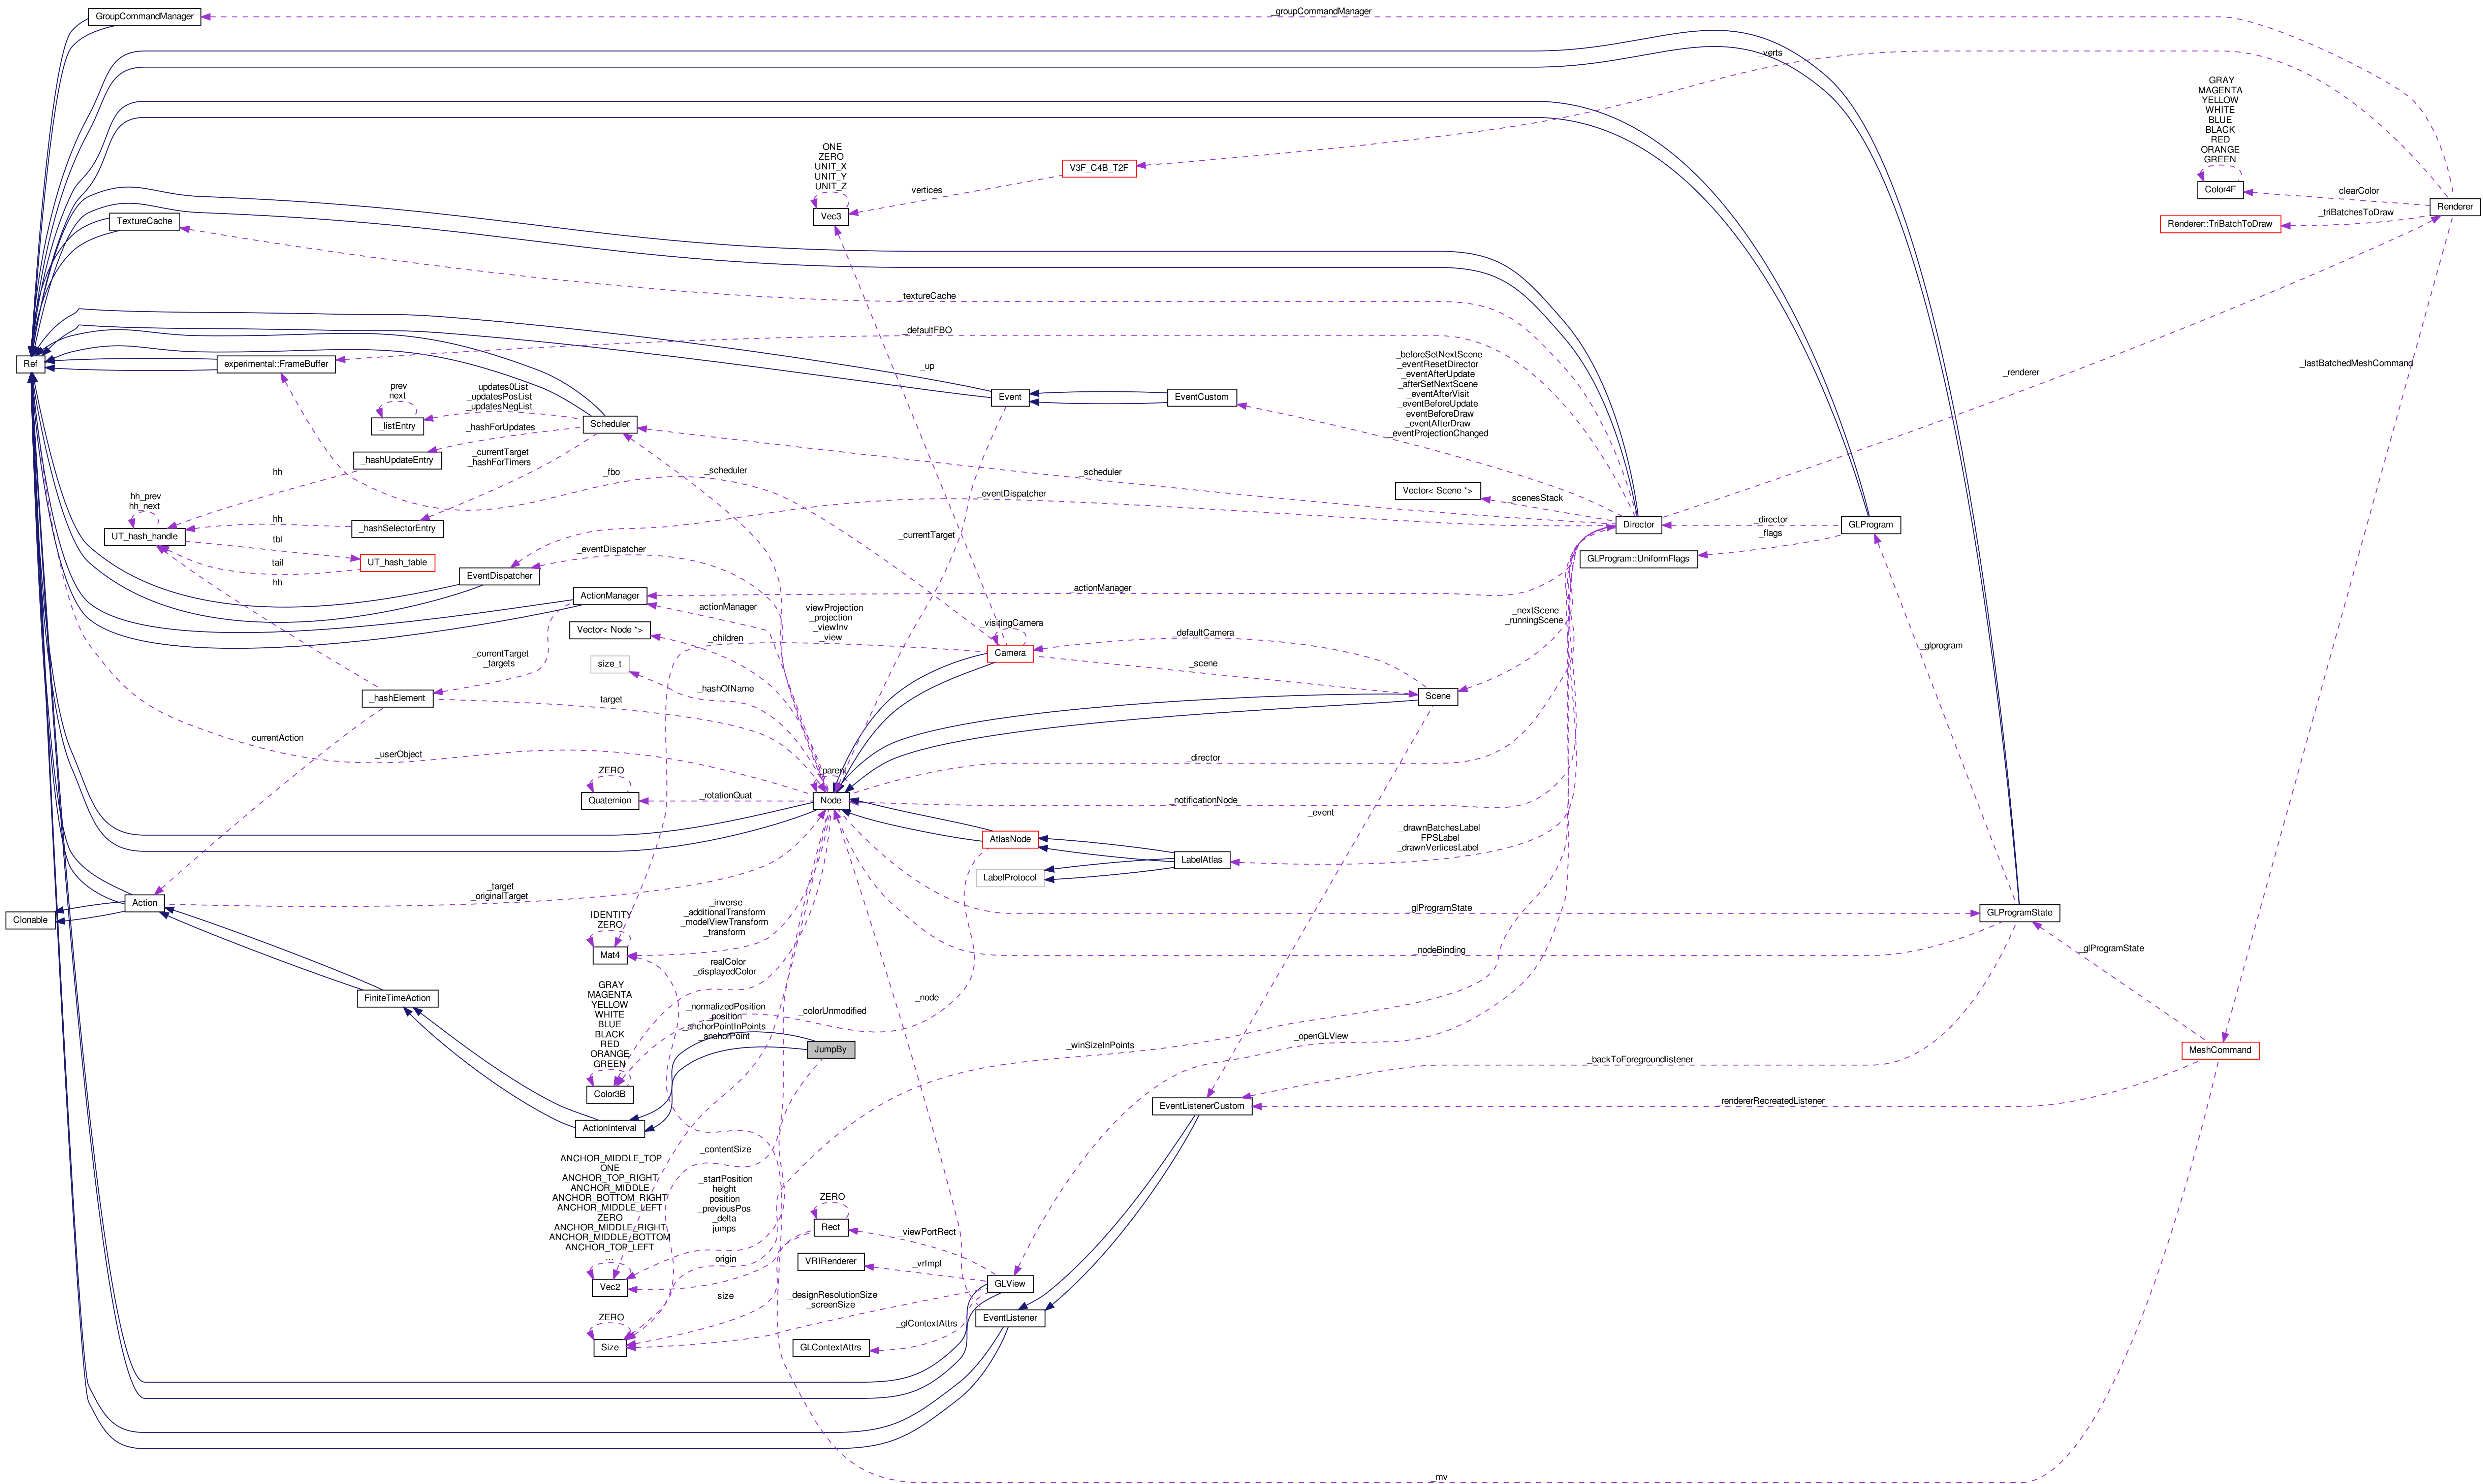 _groupCommandManager
GroupCommandManager
_verts
GRAY
MAGENTA
YELLOW
WHITE
BLUE
BLACK
RED
ORANGE
GREEN
Color4F
_clearColor
Renderer
_triBatchesToDraw
Renderer::TriBatchToDraw
ONE
ZERO
UNIT_X
UNIT_Y
UNIT_Z
Vec3
vertices
V3F_C4B_T2F
TextureCache
_textureCache
_defaultFBO
Ref
experimental::FrameBuffer
_up
_beforeSetNextScene
_eventResetDirector
_eventAfterUpdate
_afterSetNextScene
_eventAfterVisit
_eventBeforeUpdate
_eventBeforeDraw
_eventAfterDraw
_eventProjectionChanged
_renderer
_lastBatchedMeshCommand
prev
next
_listEntry
_updates0List
_updatesPosList
_updatesNegList
Scheduler
Event
EventCustom
_hashForUpdates
_hashUpdateEntry
_currentTarget
_hashForTimers
hh
_fbo
_scheduler
_scheduler
_eventDispatcher
Vector< Scene *>
_scenesStack
hh_prev
hh_next
UT_hash_handle
hh
_hashSelectorEntry
tbl
UT_hash_table
tail
hh
_currentTarget
Director
_director
_flags
GLProgram
GLProgram::UniformFlags
EventDispatcher
_eventDispatcher
ActionManager
_actionManager
_actionManager
Vector< Node *>
_children
_viewProjection
_projection
_viewInv
_view
_visitingCamera
Camera
_defaultCamera
_nextScene
_runningScene
_glprogram
size_t
_hashOfName
_scene
Scene
_currentTarget
_targets
_hashElement
target
currentAction
_userObject
_director
_parent
Node
ZERO
Quaternion
_rotationQuat
_notificationNode
_event
AtlasNode
LabelAtlas
LabelProtocol
_drawnBatchesLabel
_FPSLabel
_drawnVerticesLabel
Action
Clonable
_target
_originalTarget
_inverse
_additionalTransform
_modelViewTransform
_transform
IDENTITY
ZERO
Mat4
_glProgramState
GLProgramState
_nodeBinding
_glProgramState
_realColor
_displayedColor
FiniteTimeAction
GRAY
MAGENTA
YELLOW
WHITE
BLUE
BLACK
RED
ORANGE
GREEN
Color3B
_normalizedPosition
_position
_anchorPointInPoints
_anchorPoint
_colorUnmodified
_node
JumpBy
_winSizeInPoints
_openGLView
_backToForegroundlistener
MeshCommand
_rendererRecreatedListener
EventListenerCustom
ActionInterval
_contentSize
ANCHOR_MIDDLE_TOP
ONE
ANCHOR_TOP_RIGHT
ANCHOR_MIDDLE
ANCHOR_BOTTOM_RIGHT
ANCHOR_MIDDLE_LEFT
ZERO
ANCHOR_MIDDLE_RIGHT
ANCHOR_MIDDLE_BOTTOM
ANCHOR_TOP_LEFT
...
Vec2
_startPosition
height
position
_previousPos
_delta
jumps
origin
size
ZERO
Rect
_viewPortRect
VRIRenderer
_vrImpl
GLView
_designResolutionSize
_screenSize
EventListener
ZERO
Size
GLContextAttrs
_glContextAttrs
_mv